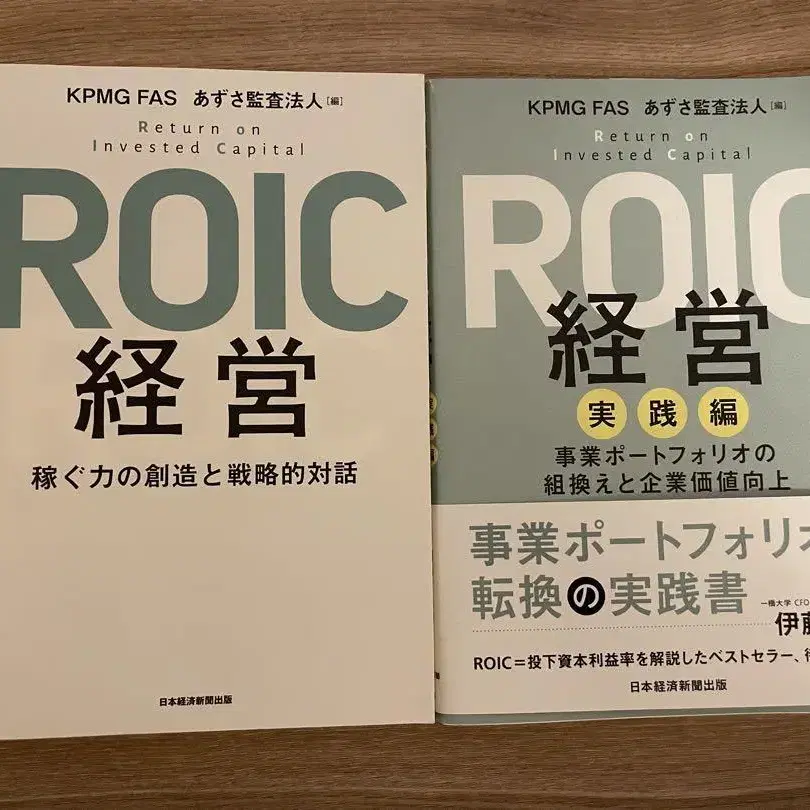 KPMG FAS あずさ監査法人[編]
Return on
Invested Capital
ROIC
経営
稼ぐ力の創造と戦略的対話
日本経済新聞出版
KPMG FAS あずさ監査法人[編]
Return on
Invested Capital
ROIC
経営
実践編
事業ポートフォリオの
組換えと企業価値向上
事業ポートフォリオ
転換の実践書
一橋大学 CFO
伊藤
ROIC=投下資本利益率を解説したベストセラー、待
日本経済新聞出版